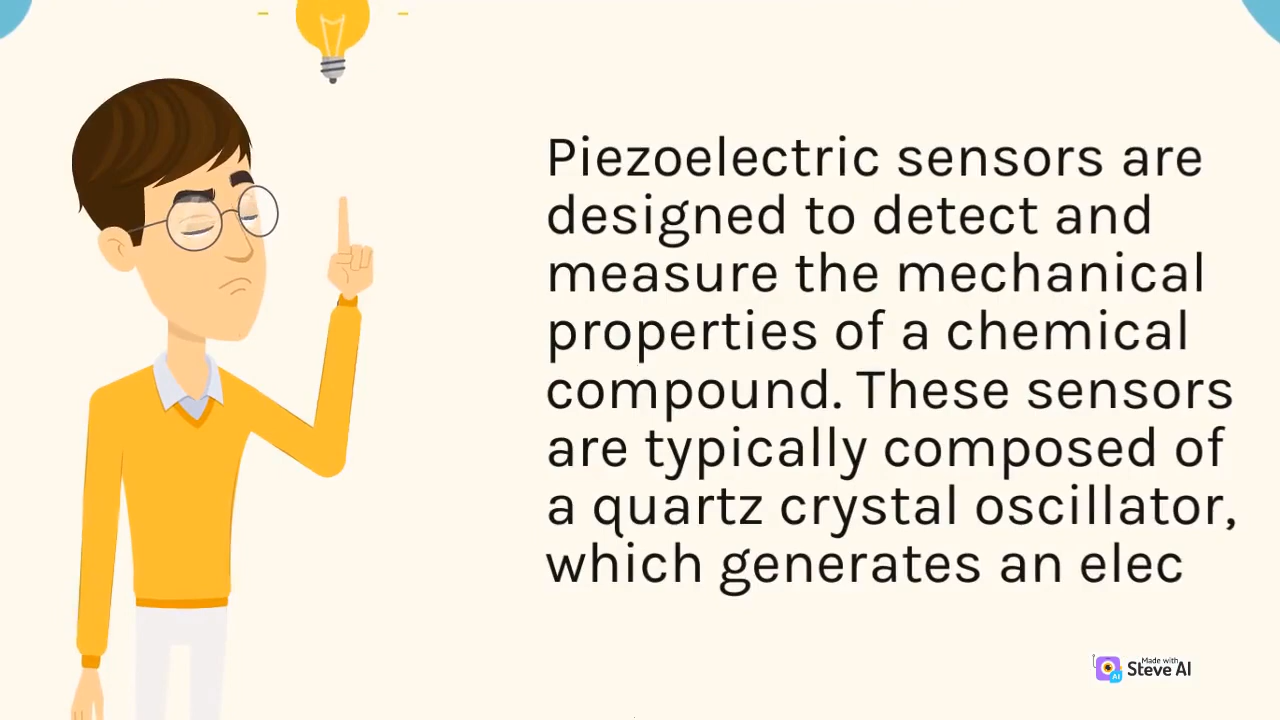 Piezoelectric sensors are
designed to detect and
measure the mechanical
properties of a chemical
compound. These sensors
are typically composed of
a quartz crystal oscillator,
which generates an elec
Made with
Steve AI
AI